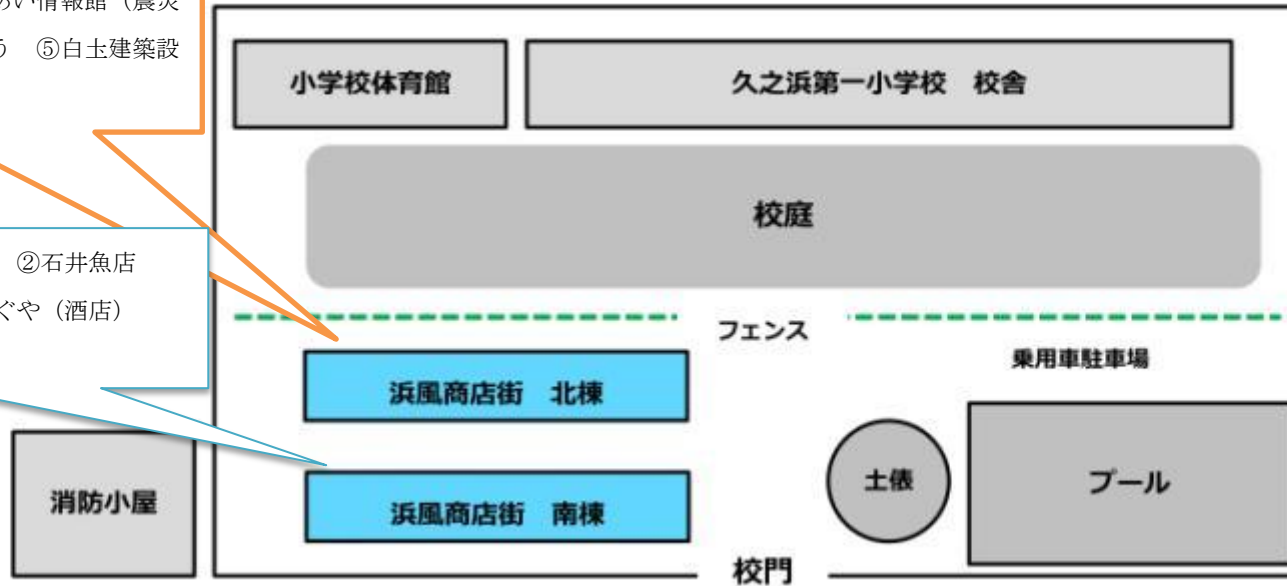 あい情報館（震災
う　⑤白土建築設
②石井魚店
ぐや（酒店）
小学校体育館
久之浜第一小学校　校舎
校庭
フェンス
乗用車駐車場
浜風商店街　北棟
土俵
プール
消防小屋
浜風商店街　南棟
校門